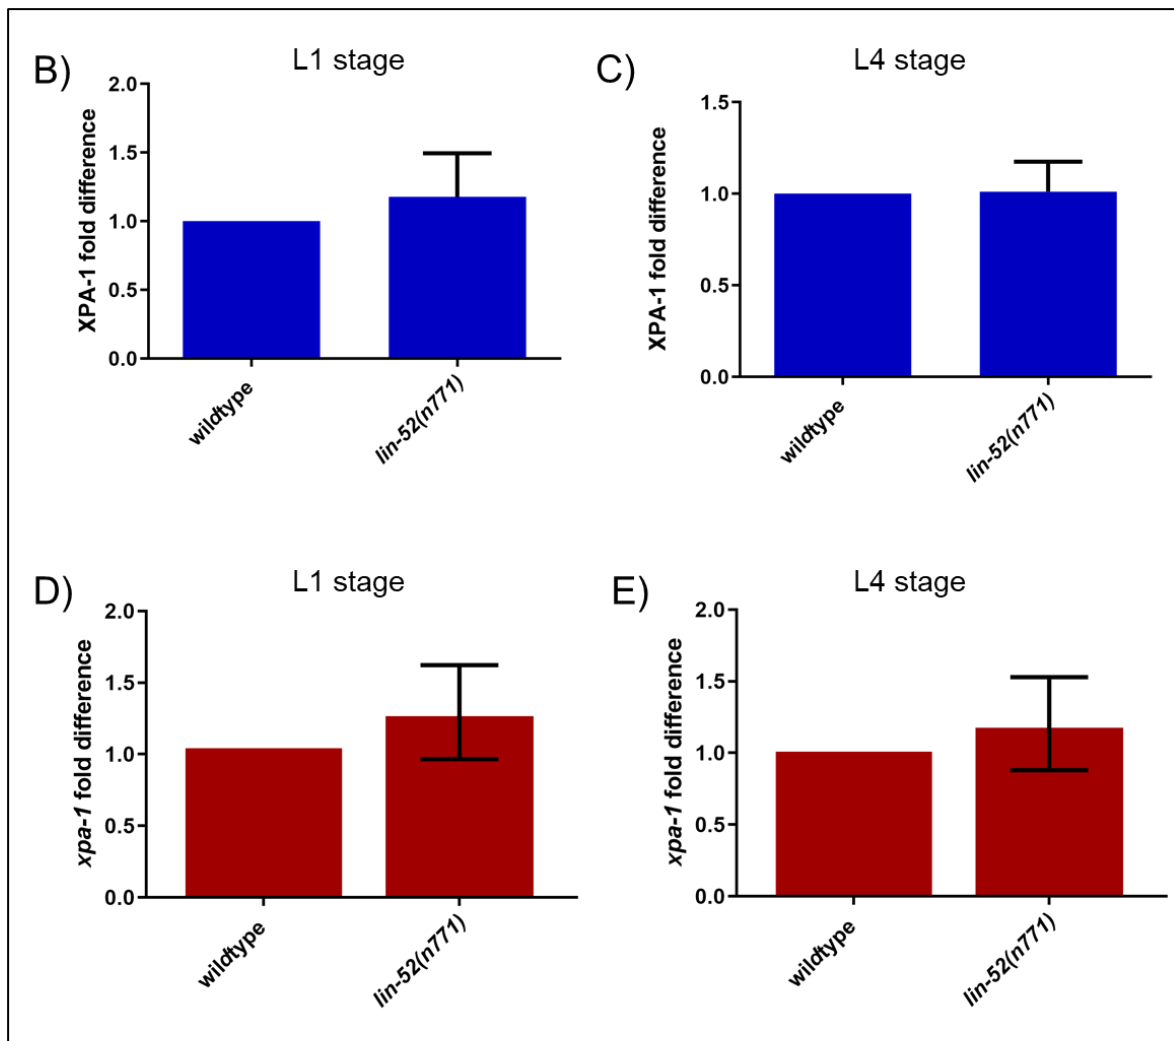 B)
L1 stage
XPA-1 fold difference
2.0
1.5
1.0
0.5
0.0
wildtype
lin-52(n771)
C)
L4 stage
XPA-1 fold difference
1.5
1.0
0.5
0.0
wildtype
lin-52(n771)
D)
L1 stage
xpa-1 fold difference
2.0
1.5
1.0
0.5
0.0
wildtype
lin-52(n771)
E)
L4 stage
xpa-1 fold difference
2.0
1.5
1.0
0.5
0.0
wildtype
lin-52(n771)